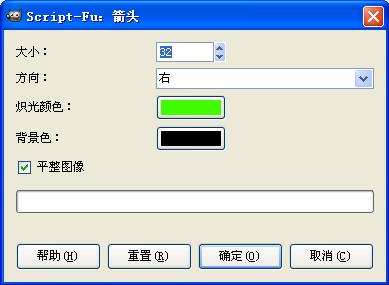 Script-Fu: 箭头
大小：
32
方向：
右
炽光颜色：
背景色：
平整图像
帮助(H) 重置(R) 确定(O) 取消(C)